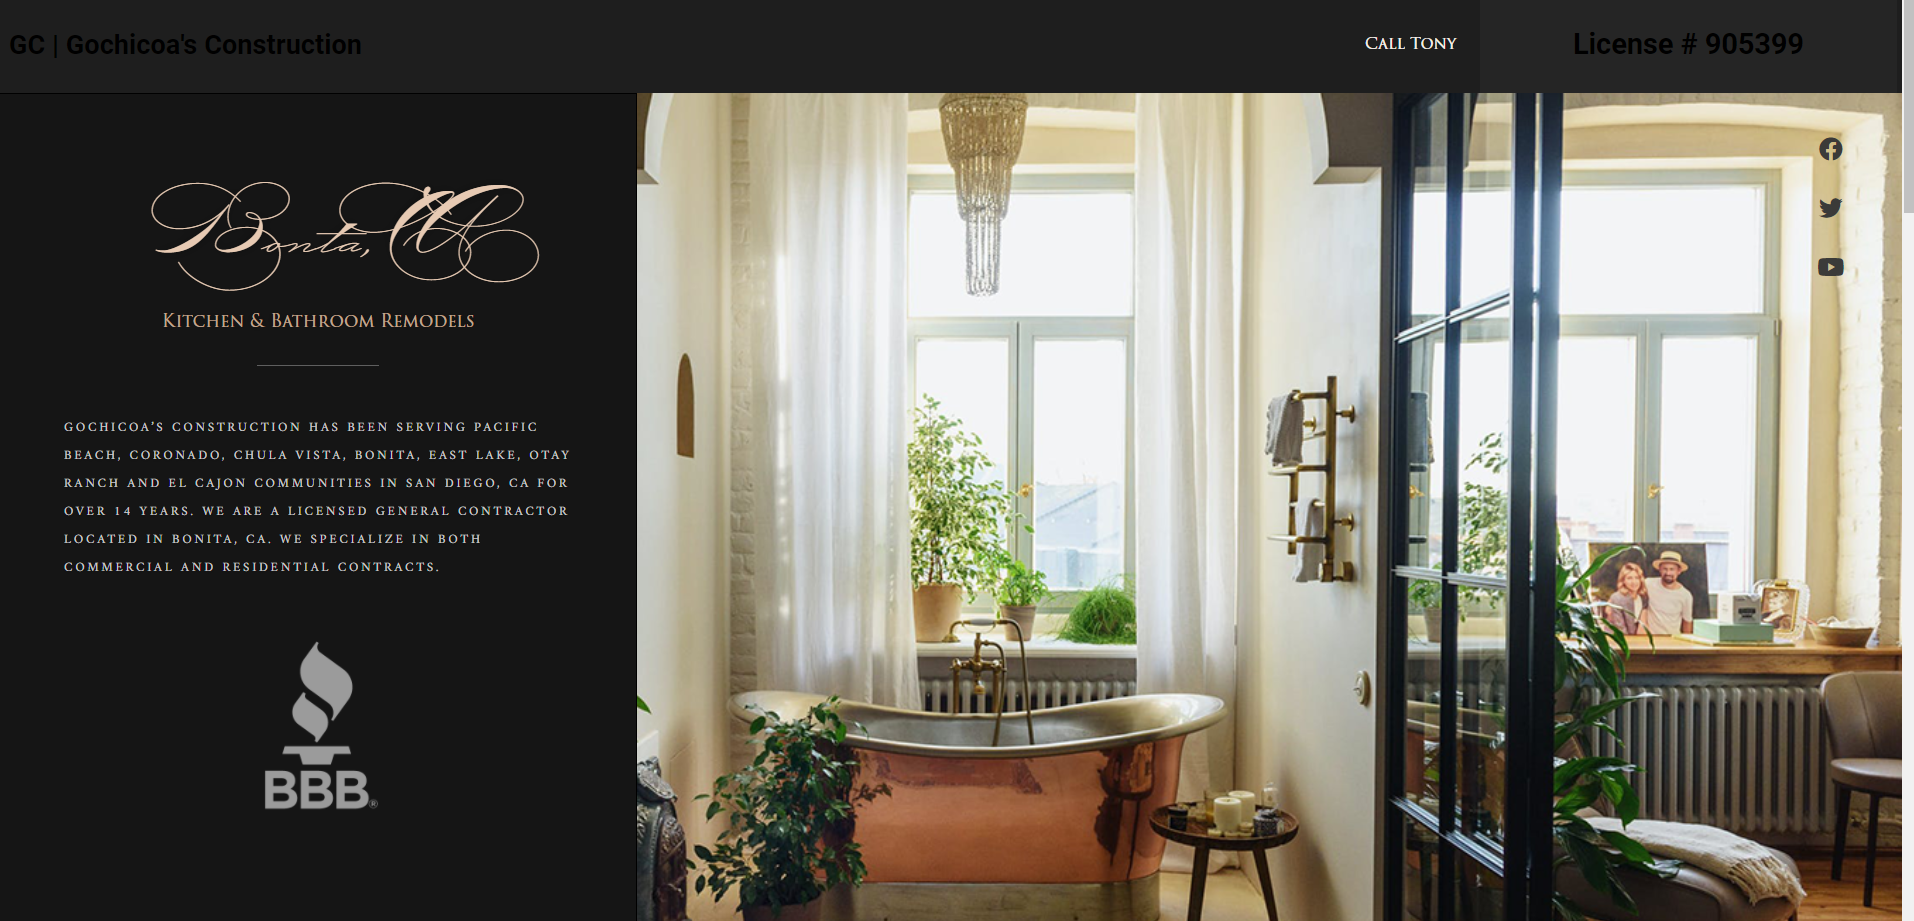 GC | Gochicoa's Construction
CALL TONY
License # 905399
Bonta, CA
KITCHEN & BATHROOM REMODELS
GOCHICOA’S CONSTRUCTION HAS BEEN SERVING PACIFIC
BEACH, CORONADO, CHULA VISTA, BONITA, EAST LAKE, OTAY
RANCH AND EL CAJON COMMUNITIES IN SAN DIEGO, CA FOR
OVER 14 YEARS. WE ARE A LICENSED GENERAL CONTRACTOR
LOCATED IN BONITA, CA. WE SPECIALIZE IN BOTH
COMMERCIAL AND RESIDENTIAL CONTRACTS.
BBB®